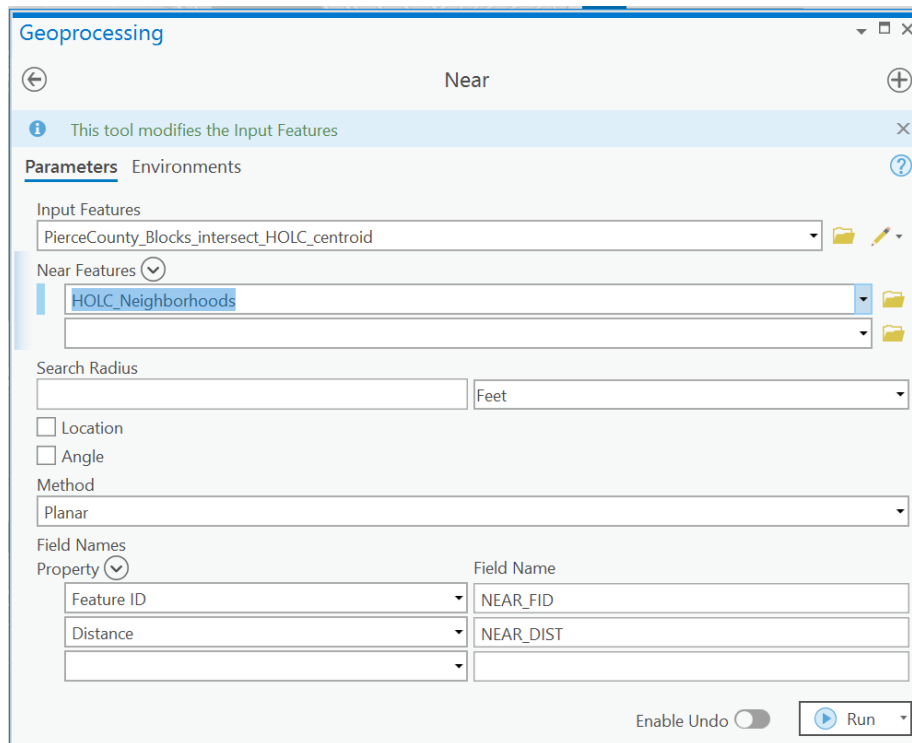 Geoprocessing
Near
This tool modifies the Input Features
Parameters Environments
Input Features
PierceCounty_Blocks_intersect_HOLC_centroid
Near Features
HOLC_Neighborhoods
Search Radius
Feet
Location
Angle
Method
Planar
Field Names
Property Field Name
Feature ID NEAR_FID
Distance NEAR_DIST
Enable Undo Run